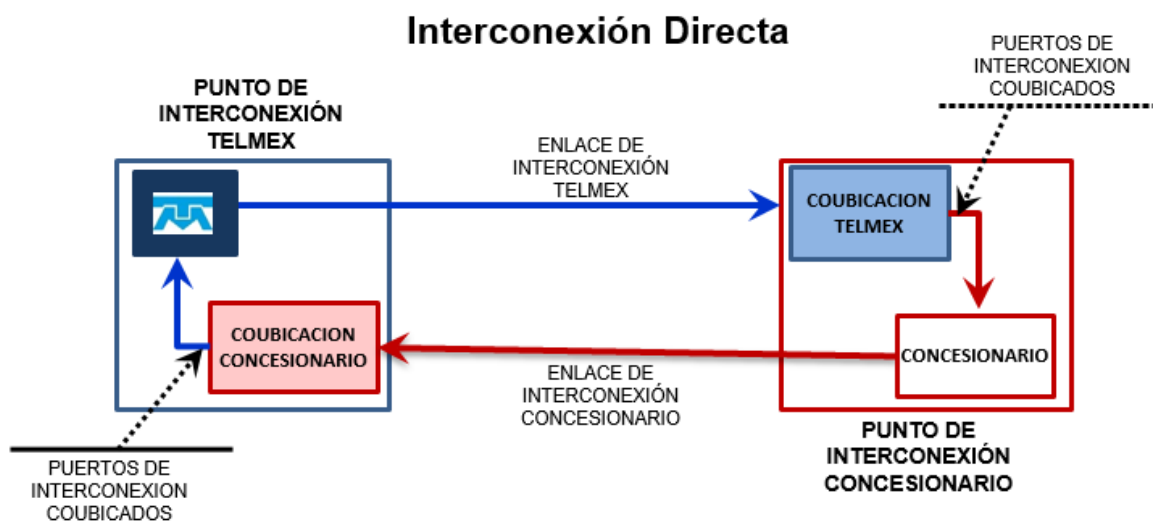 Interconexión Directa
PUERTOS DE
INTERCONEXION
COUBICADOS
PUNTO DE
INTERCONEXIÓN
TELMEX
ENLACE DE
INTERCONEXIÓN
TELMEX
COUBICACION
TELMEX
COUBICACION
CONCESIONARIO
CONCESIONARIO
ENLACE DE
INTERCONEXIÓN
CONCESIONARIO
PUNTO DE
INTERCONEXIÓN
CONCESIONARIO
PUERTOS DE
INTERCONEXION
COUBICADOS